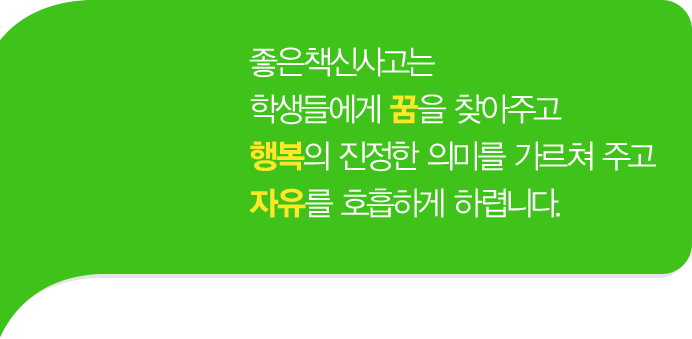 좋은책신사고는
학생들에게 꿈을 찾아주고
행복의 진정한 의미를 가르쳐 주고
자유를 호흡하게 하렵니다.